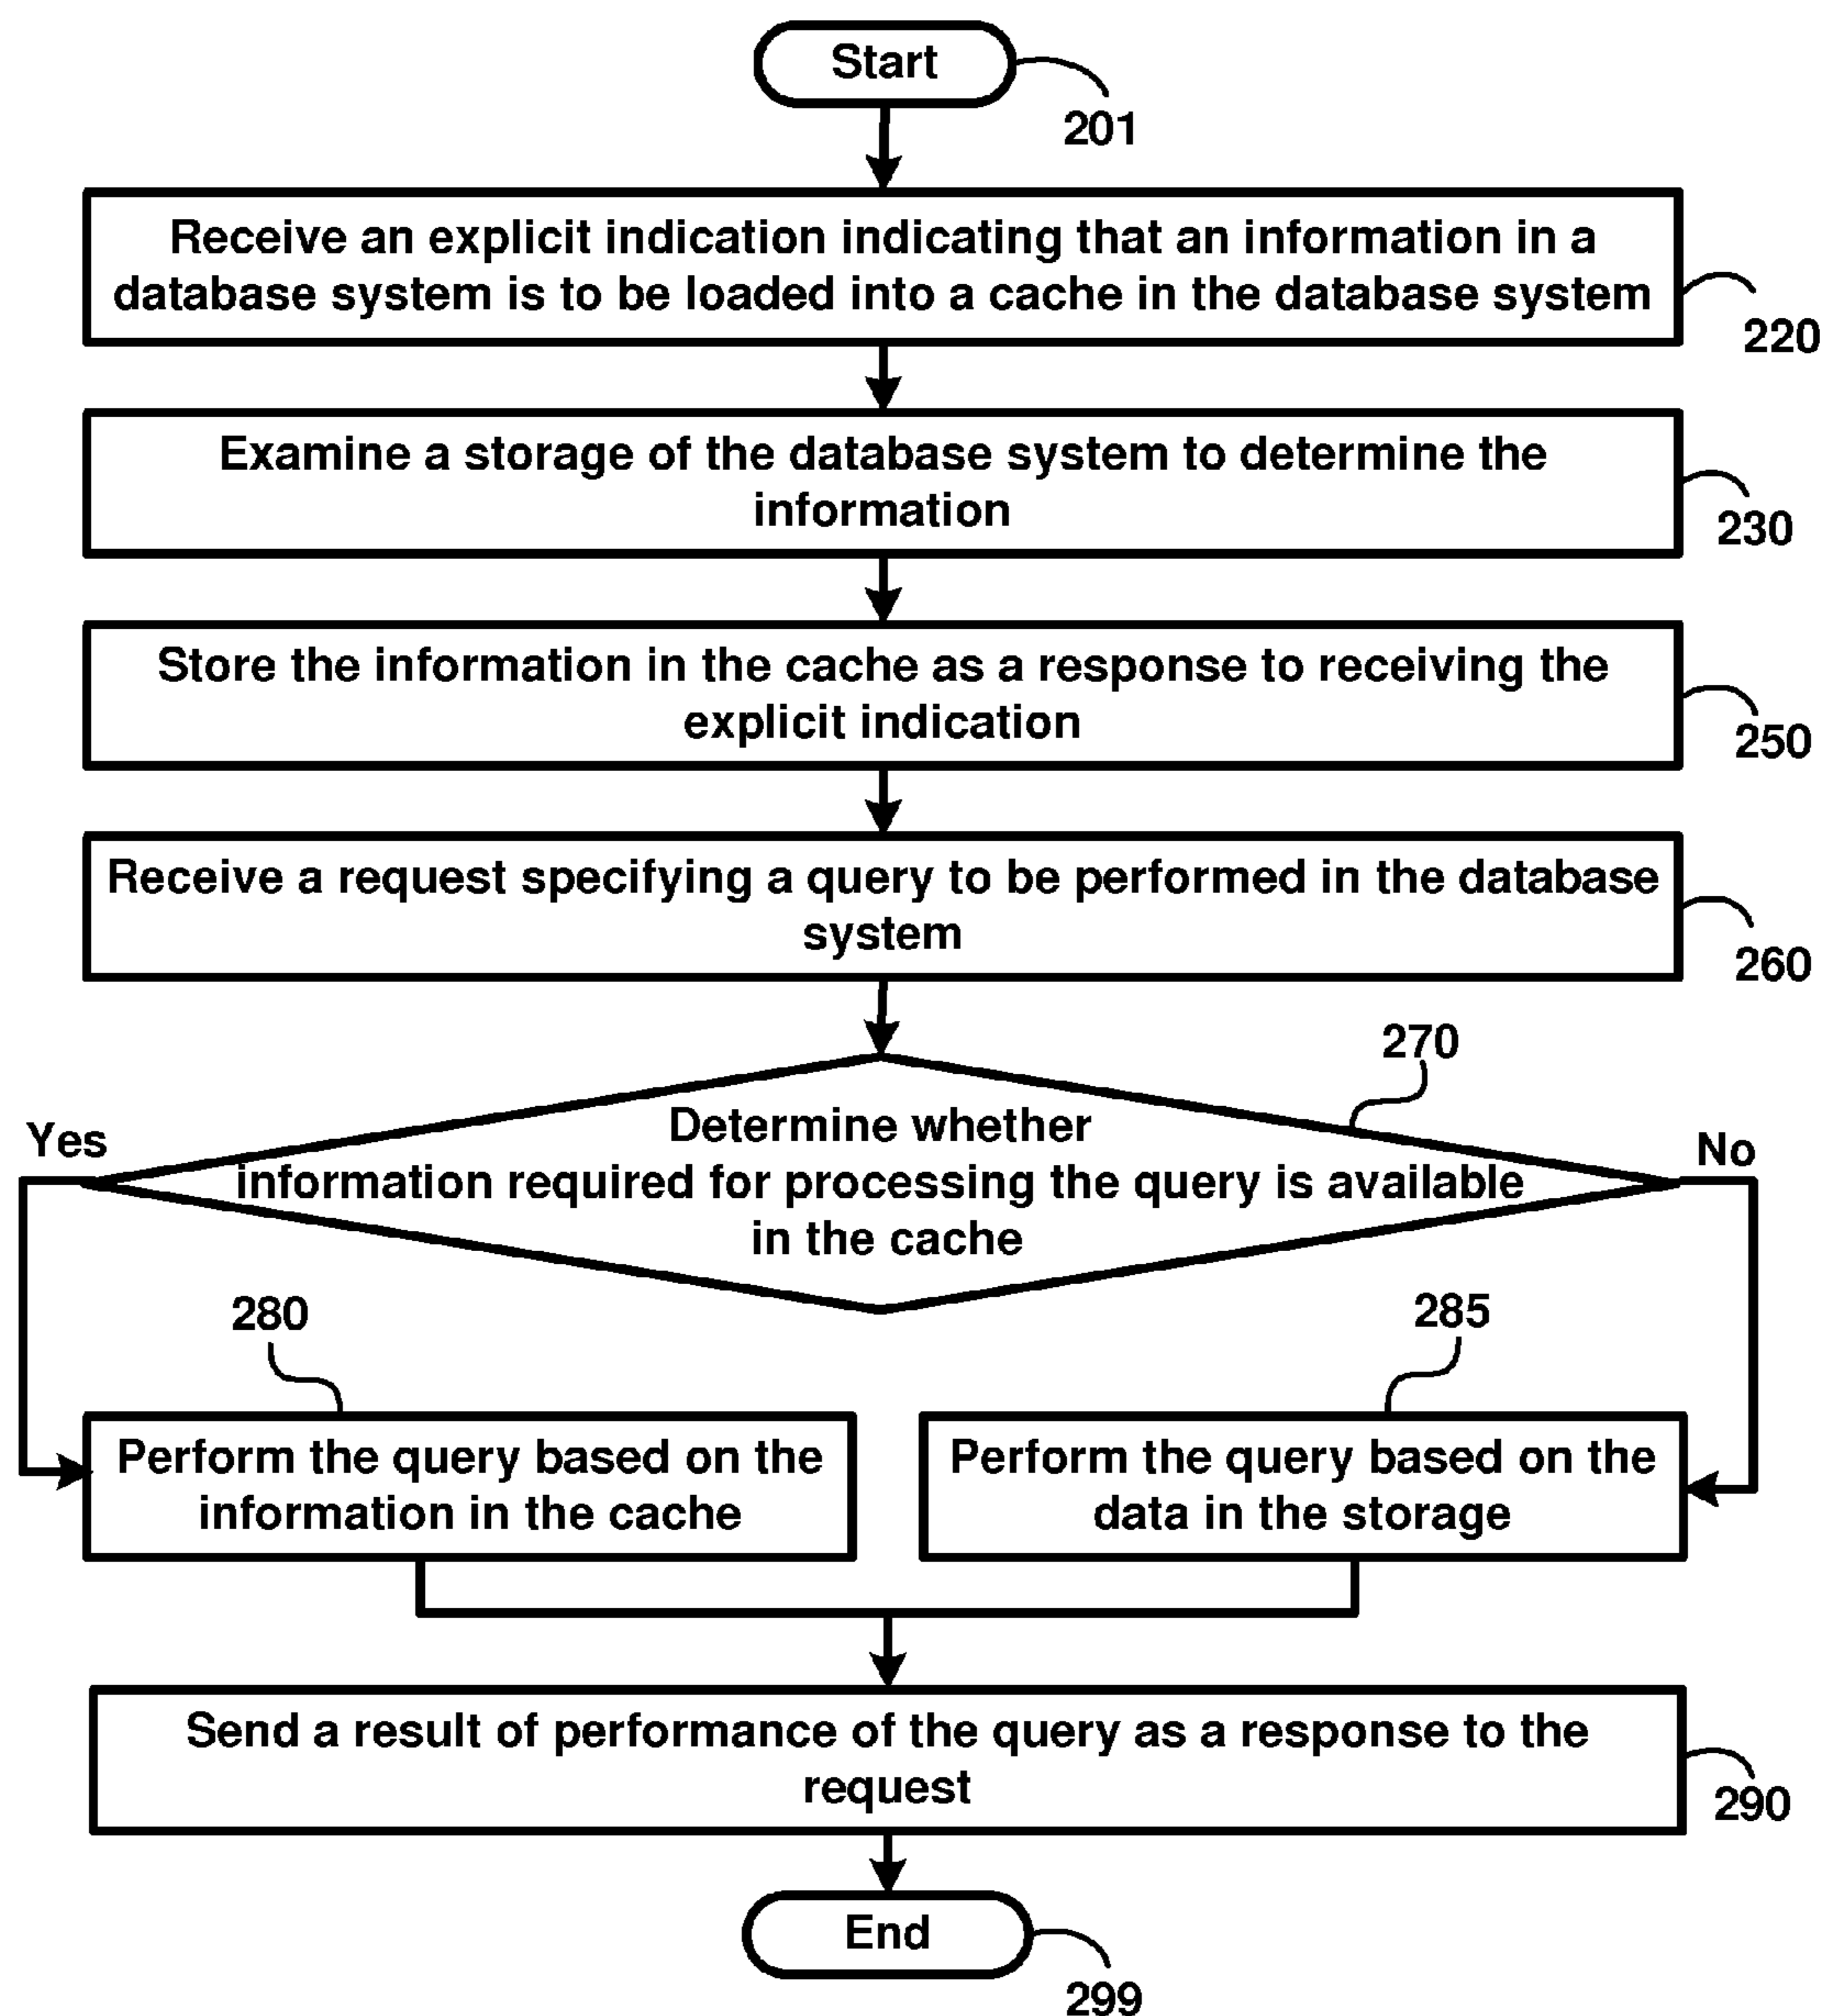 Start
201
Receive an explicit indication indicating that an information in a
database system is to be loaded into a cache in the database system
220
Examine a storage of the database system to determine the
information
230
Store the information in the cache as a response to receiving the
explicit indication
250
Receive a request specifying a query to be performed in the database
system
260
270
Determine whether
information required for processing the query is available
in the cache
Yes
No
280
Perform the query based on the
information in the cache
285
Perform the query based on the
data in the storage
Send a result of performance of the query as a response to the
request
290
End
299